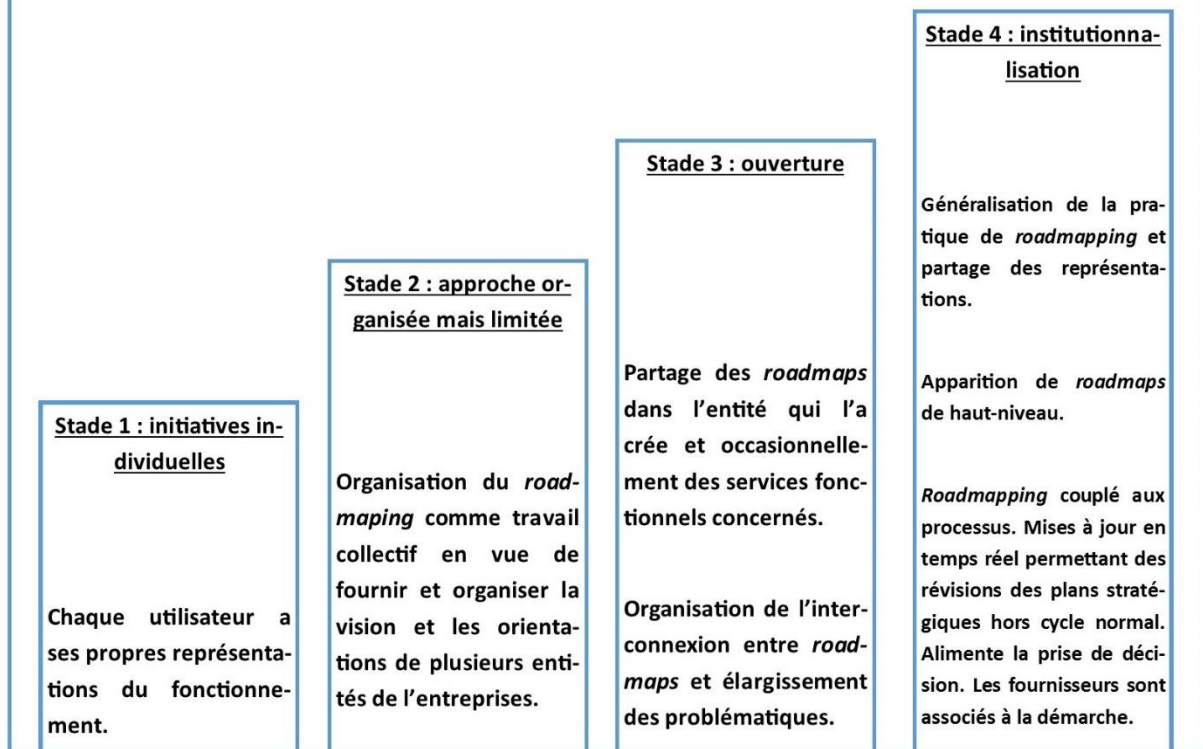 Stade 1 : initiatives in-
dividuelles
Chaque utilisateur a
ses propres représenta-
tions du fonctionne-
ment.
Stade 2 : approche or-
ganisée mais limitée
Organisation du road-
maping comme travail
collectif en vue de
fournir et organiser la
vision et les orienta-
tions de plusieurs enti-
tés de l’entreprises.
Stade 3 : ouverture
Partage des roadmaps
dans l’entité qui l’a
crée et occasionnelle-
ment des services fonc-
tionnels concernés.
Organisation de l’inter-
connexion entre road-
maps et élargissement
des problématiques.
Stade 4 : institutionna-
lisation
Généralisation de la pra-
tique de roadmapping et
partage des représenta-
tions.
Apparition de roadmaps
de haut-niveau.
Roadmapping couplé aux
processus. Mises à jour en
temps réel permettant des
révisions des plans straté-
giques hors cycle normal.
Alimente la prise de déci-
sion. Les fournisseurs sont
associés à la démarche.